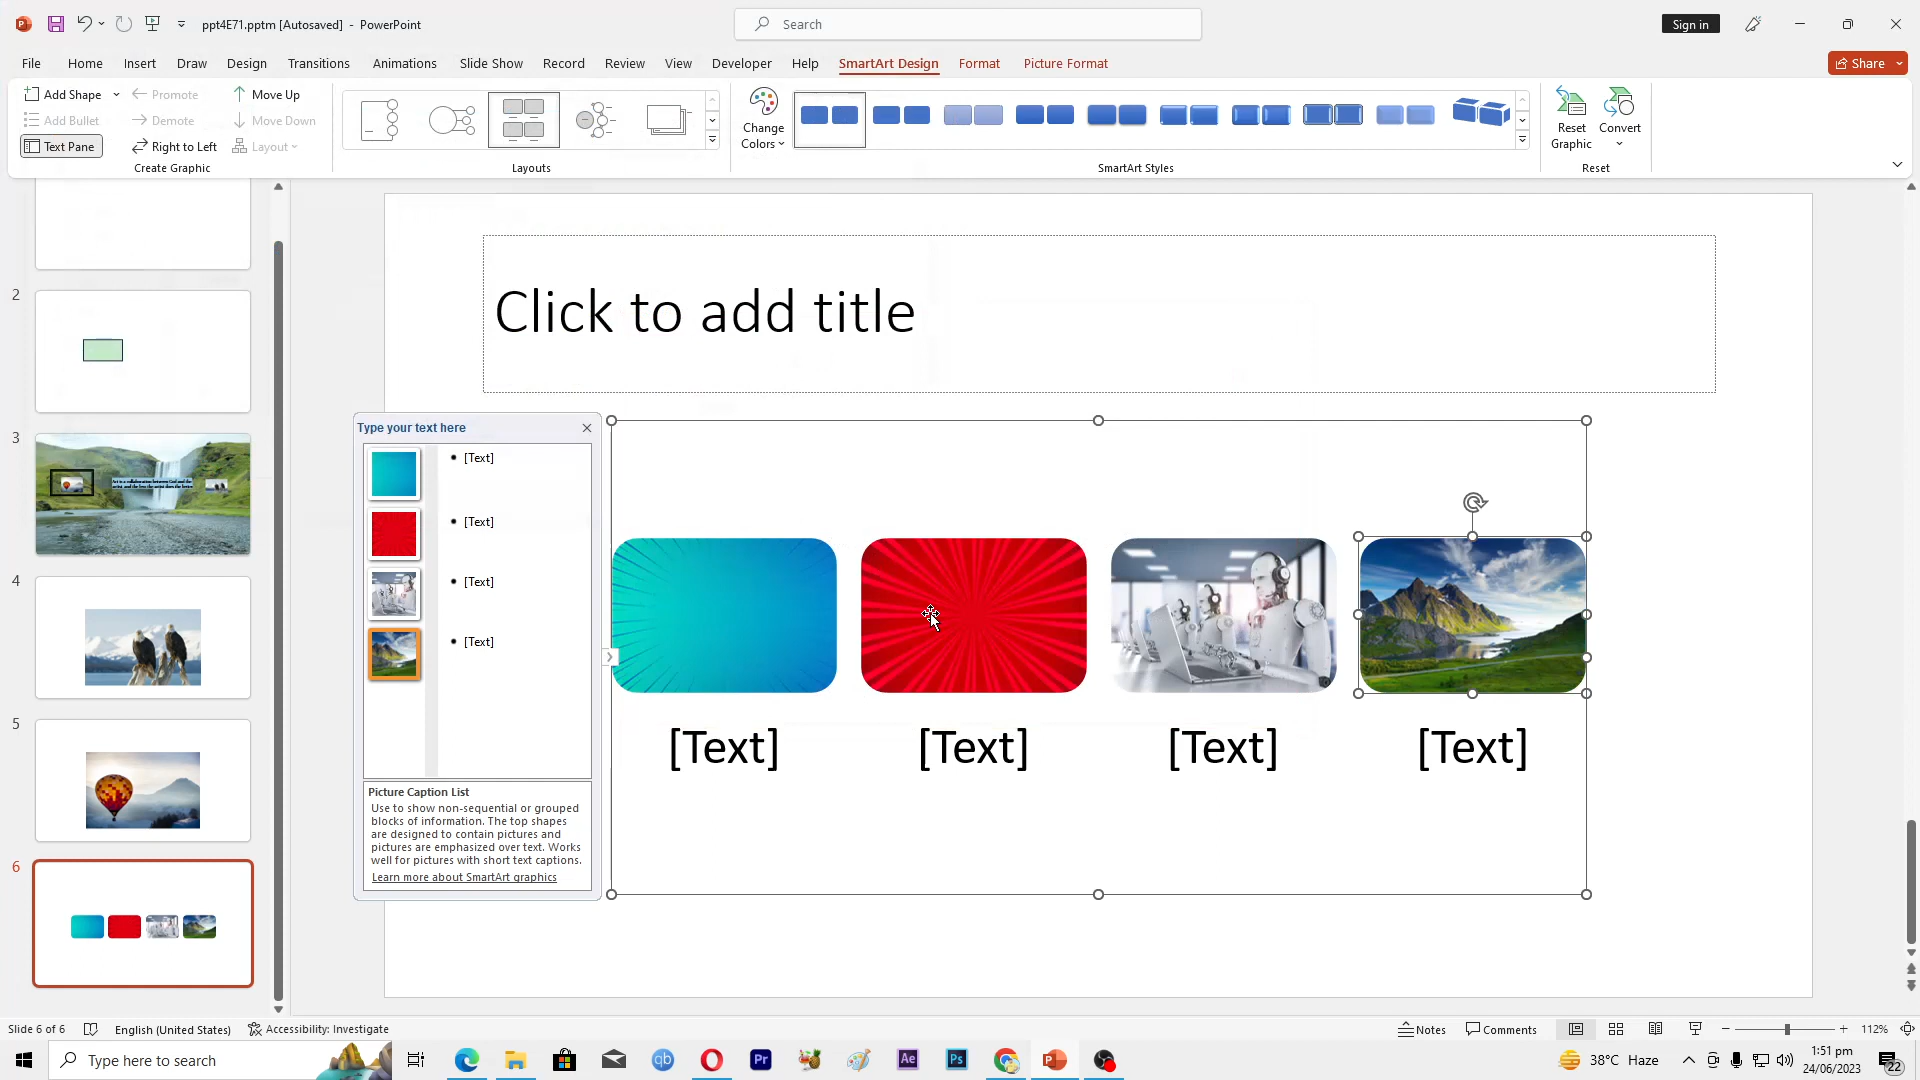 ppt4E71.pptm [Autosaved] - PowerPoint
Search
Sign in
File Home Insert Draw Design Transitions Animations Slide Show Record Review View Developer Help SmartArt Design Format Picture Format
Share
Add Shape Promote Move Up
Add Bullet Demote Move Down
Text Pane Right to Left Layout
Change Colors
Reset Graphic
Convert
Create Graphic
Layouts
SmartArt Styles
Reset
2
3
4
5
6
Click to add title
Type your text here
[Text]
[Text]
[Text]
[Text]
Picture Caption List
Use to show non-sequential or grouped
blocks of information. The top shapes
are designed to contain pictures and
pictures are emphasized over text. Works
well for pictures with short text captions.
Learn more about SmartArt graphics
[Text] [Text] [Text] [Text]
Slide 6 of 6 English (United States) Accessibility: Investigate
Notes Comments 112%
Type here to search
qb
Pr
Ae
Ps
38°C Haze
1:51 pm
24/06/2023
22